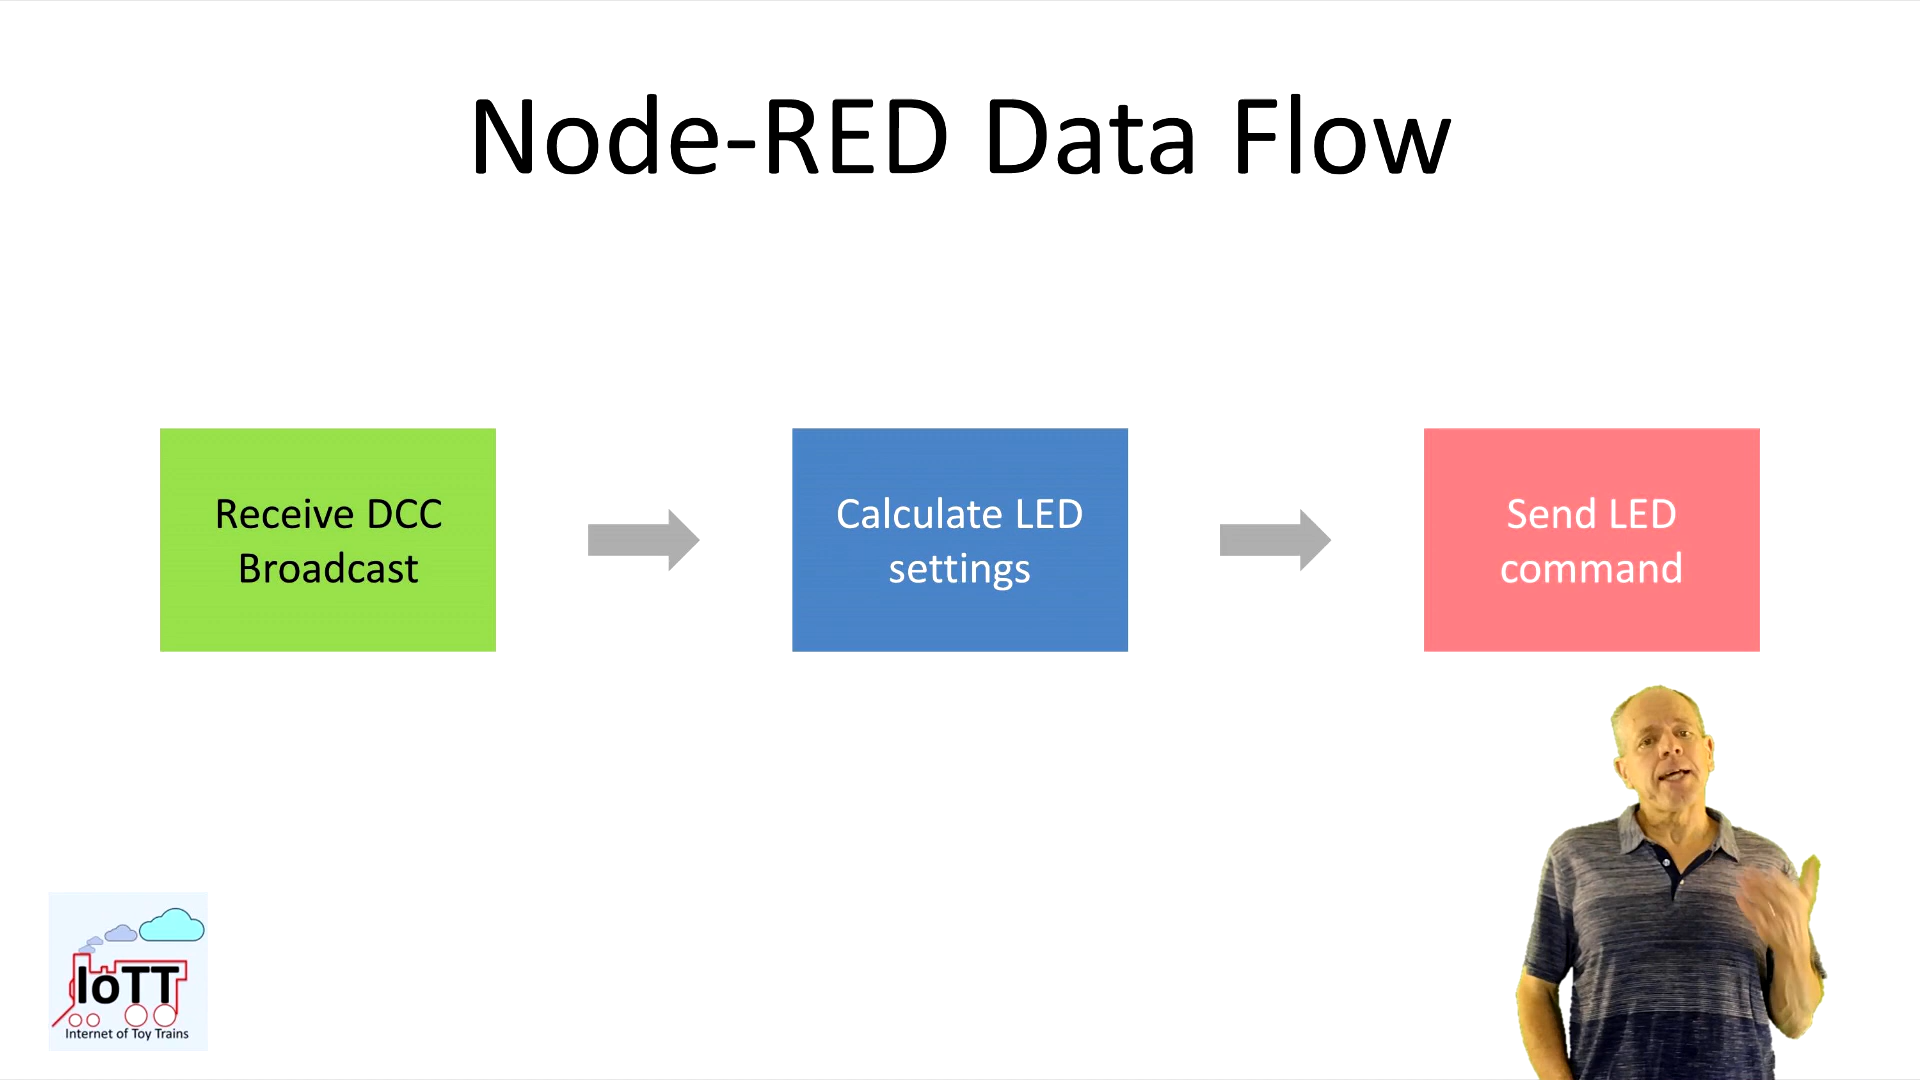 Node-RED Data Flow
Receive DCC
Broadcast
Calculate LED
settings
Send LED
command
IoTT
Internet of Toy Trains